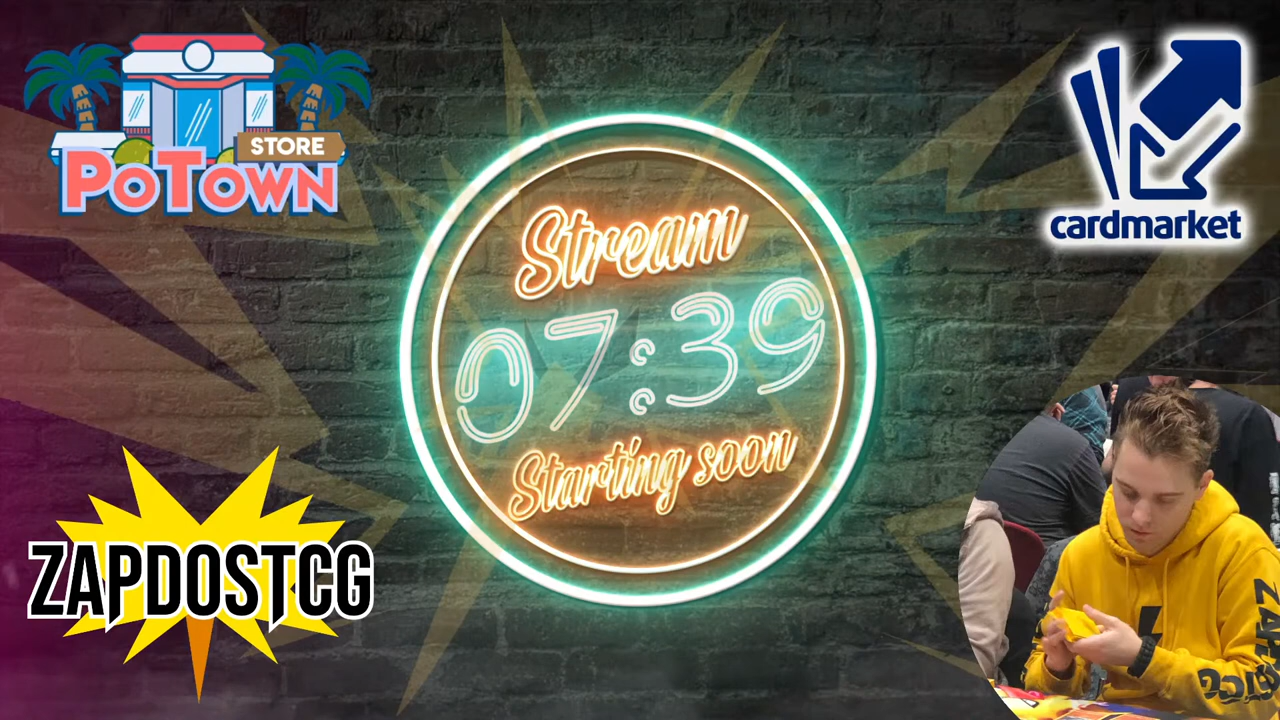 STORE
POTOWN
cardmarket
Stream
07:39
Starting soon
ZAPDOSTCG